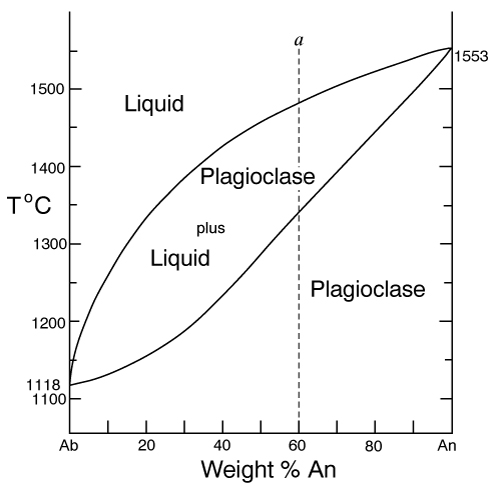 a
1553
1500
Liquid
1400
Plagioclase
T°C
plus
1300
Liquid
Plagioclase
1200
1118
1100
Ab 20 40 60 80 An
Weight % An